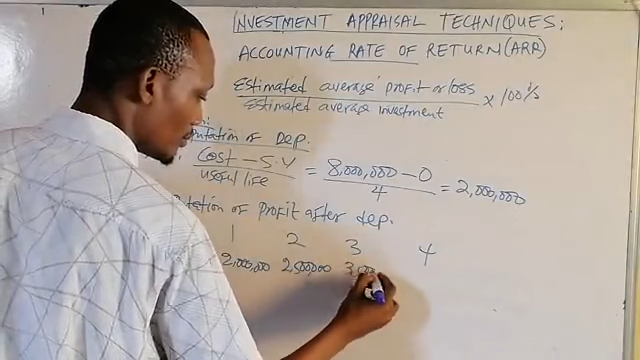 INVESTMENT APPRAISAL TECHNIQUES:
ACCOUNTING RATE OF RETURN (ARR)
Estimated average profit or loss
Estimated average investment
x 100%
putation of Dep.
Cost - S.V
useful life
= 8,000,000 - 0
4
= 2,000,000
tation of profit after dep.
1 2 3 4
2,000,000 2,500,000